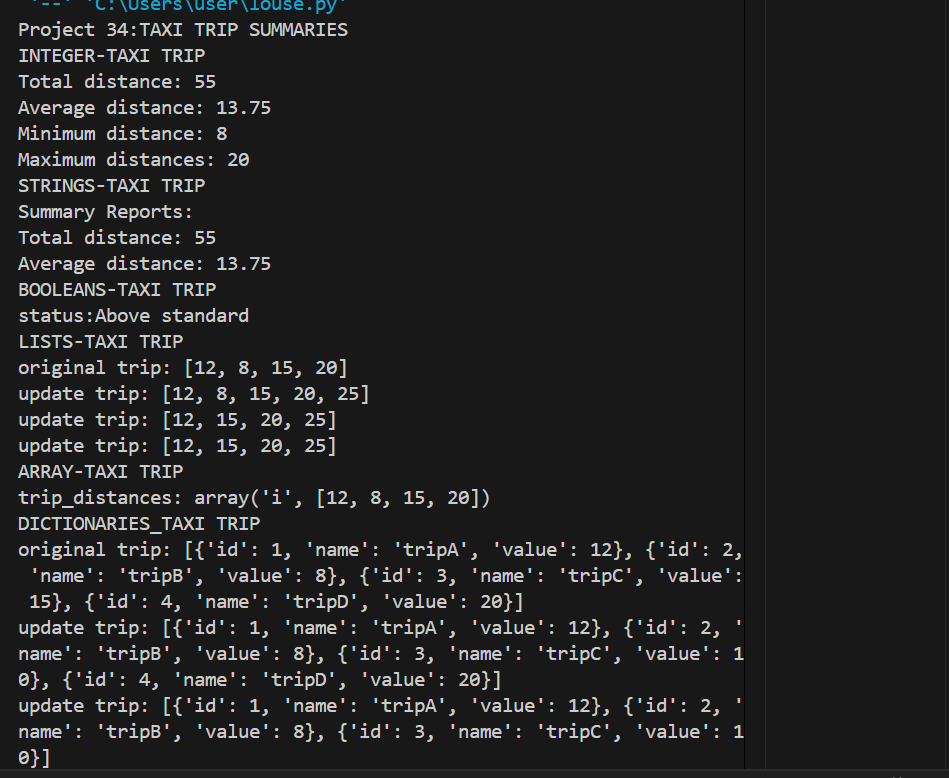 '--' 'C:\Users\user\louse.py'
Project 34:TAXI TRIP SUMMARIES
INTEGER-TAXI TRIP
Total distance: 55
Average distance: 13.75
Minimum distance: 8
Maximum distances: 20
STRINGS-TAXI TRIP
Summary Reports:
Total distance: 55
Average distance: 13.75
BOOLEANS-TAXI TRIP
status:Above standard
LISTS-TAXI TRIP
original trip: [12, 8, 15, 20]
update trip: [12, 8, 15, 20, 25]
update trip: [12, 15, 20, 25]
update trip: [12, 15, 20, 25]
ARRAY-TAXI TRIP
trip_distances: array('i', [12, 8, 15, 20])
DICTIONARIES_TAXI TRIP
original trip: [{'id': 1, 'name': 'tripA', 'value': 12}, {'id': 2,
'name': 'tripB', 'value': 8}, {'id': 3, 'name': 'tripC', 'value':
15}, {'id': 4, 'name': 'tripD', 'value': 20}]
update trip: [{'id': 1, 'name': 'tripA', 'value': 12}, {'id': 2, '
name': 'tripB', 'value': 8}, {'id': 3, 'name': 'tripC', 'value': 1
0}, {'id': 4, 'name': 'tripD', 'value': 20}]
update trip: [{'id': 1, 'name': 'tripA', 'value': 12}, {'id': 2, '
name': 'tripB', 'value': 8}, {'id': 3, 'name': 'tripC', 'value': 1
0}]